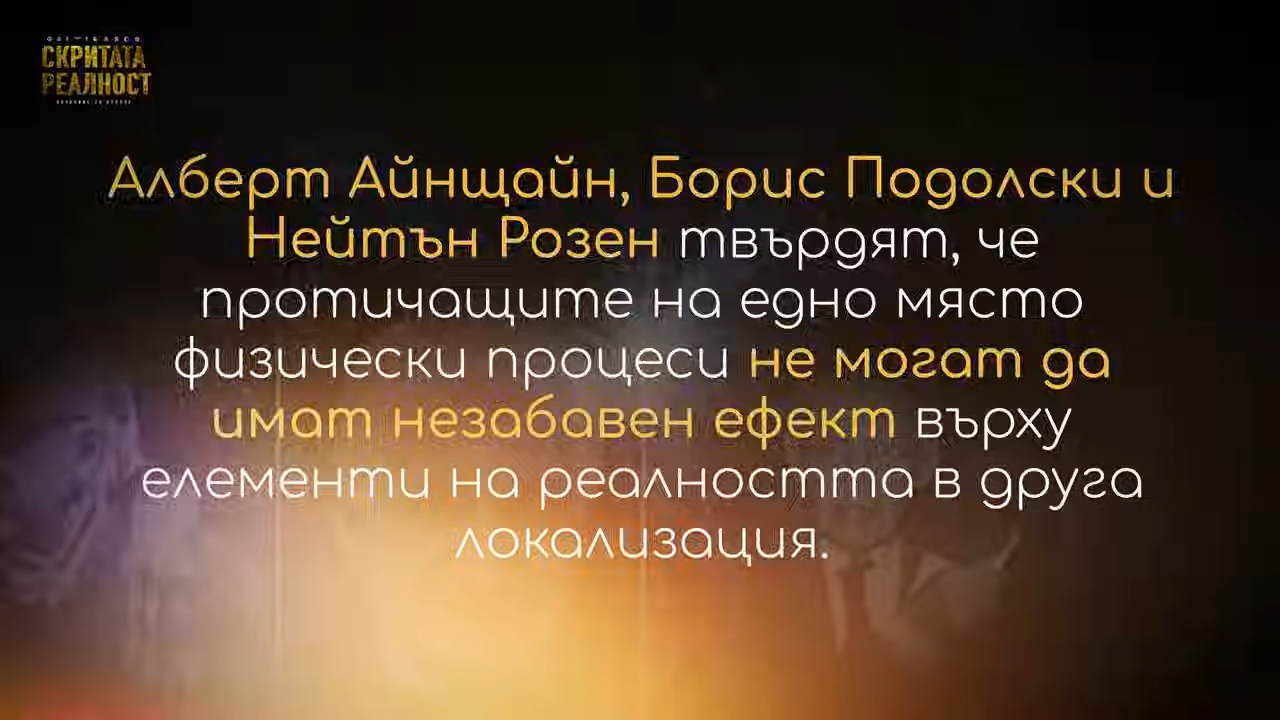 СКРИТАТА
РЕАЛНОСТ
Алберт Айнщайн, Борис Подолски и
Нейтън Розен твърдят, че
протичащите на едно място
физически процеси не могат да
имат незабавен ефект върху
елементи на реалността в друга
локализация.